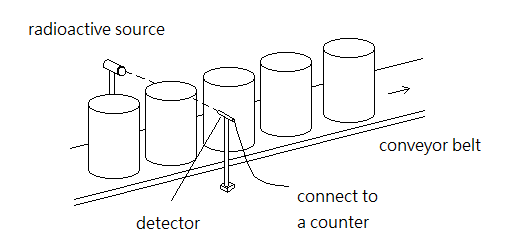 radioactive source
conveyor belt
connect to
a counter
detector